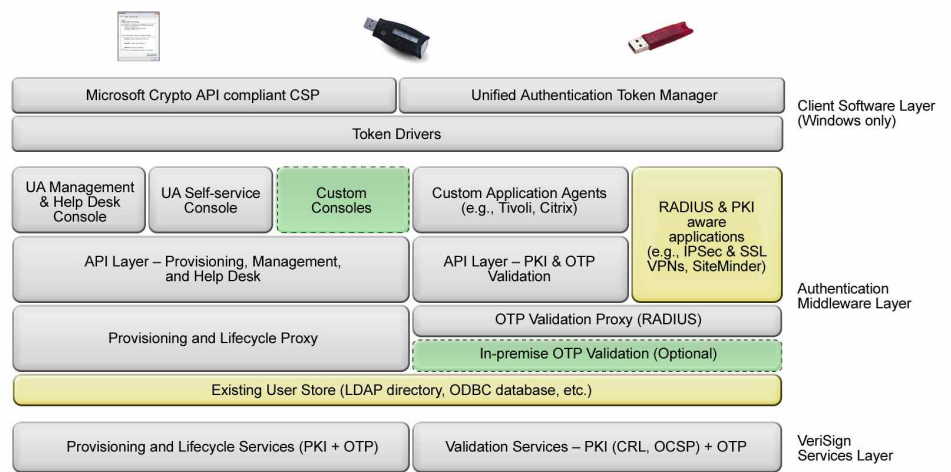 Microsoft Crypto API compliant CSP
Unified Authentication Token Manager
Client Software Layer
(Windows only)
Token Drivers
UA Management
& Help Desk
Console
UA Self-service
Console
Custom
Consoles
Custom Application Agents
(e.g., Tivoli, Citrix)
RADIUS & PKI
aware
applications
(e.g., IPSec & SSL
VPNs, SiteMinder)
API Layer – Provisioning, Management,
and Help Desk
API Layer – PKI & OTP
Validation
Authentication
Middleware Layer
Provisioning and Lifecycle Proxy
OTP Validation Proxy (RADIUS)
In-premise OTP Validation (Optional)
Existing User Store (LDAP directory, ODBC database, etc.)
Provisioning and Lifecycle Services (PKI + OTP)
Validation Services – PKI (CRL, OCSP) + OTP
VeriSign
Services Layer